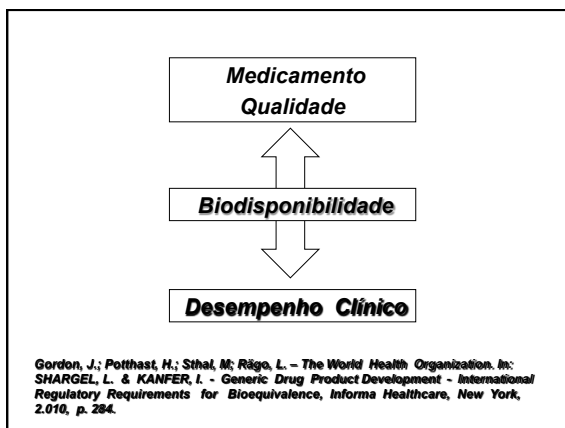 Medicamento
Qualidade
Biodisponibilidade
Desempenho Clínico
Gordon, J.; Potthast, H.; Sthal, M; Rägo, L. – The World Health Organization. In:
SHARGEL, L. & KANFER, I. - Generic Drug Product Development - International
Regulatory Requirements for Bioequivalence, Informa Healthcare, New York,
2.010, p. 284.